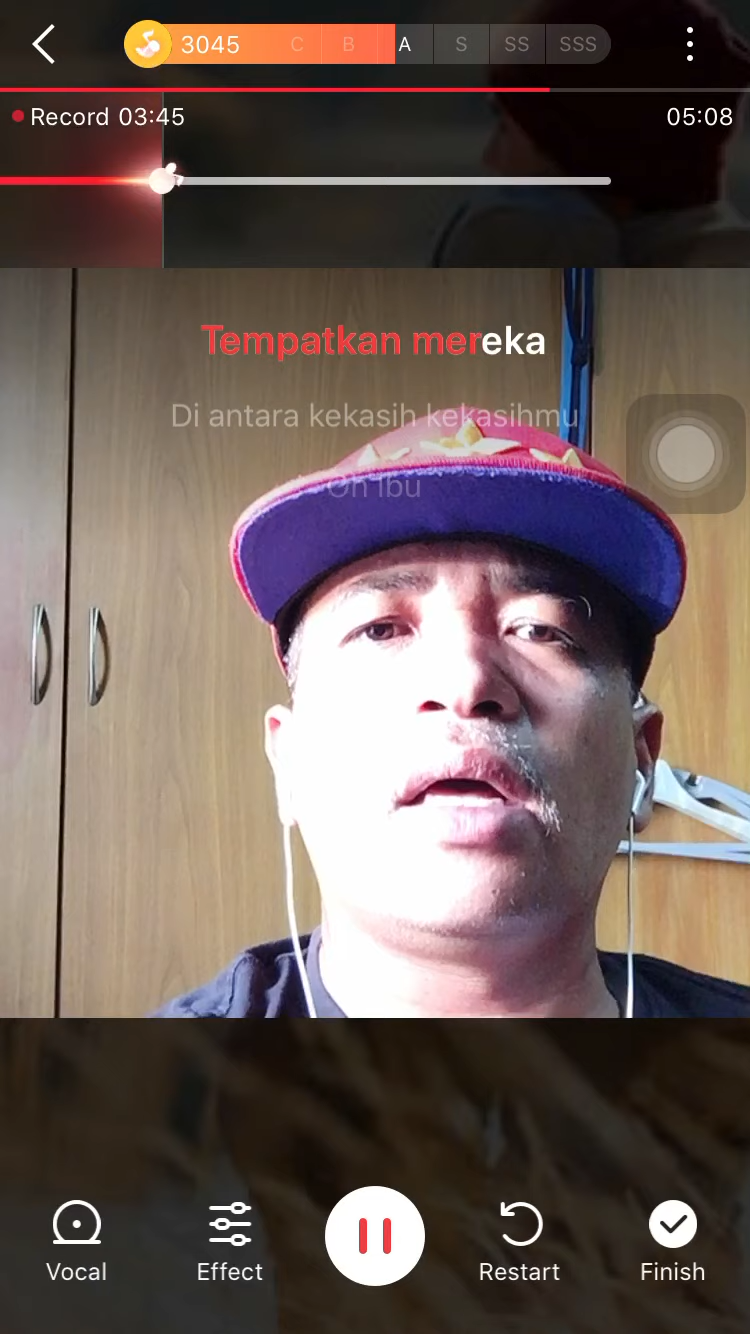 3045 C B A S SS SSS
Record 03:45 05:08
Tempatkan mereka
Di antara kekasih kekasihmu
Oh Ibu
Vocal Effect Restart Finish